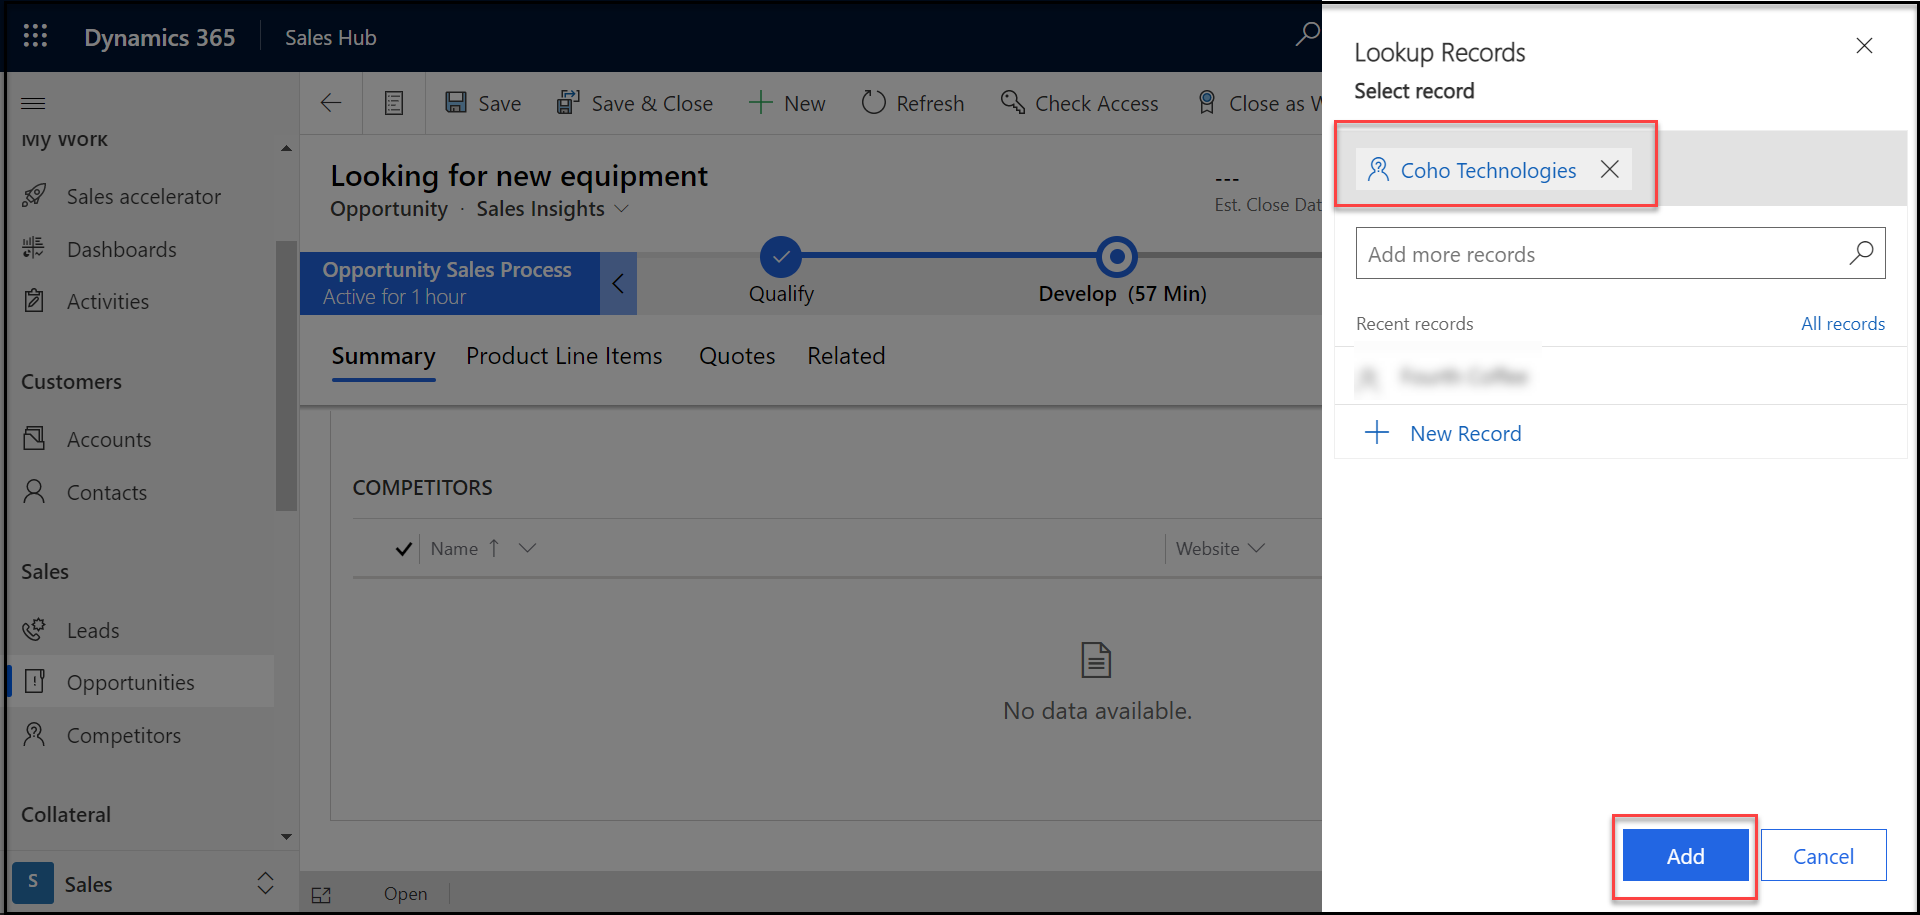 Dynamics 365
Sales Hub
My Work
Sales accelerator
Dashboards
Activities
Customers
Accounts
Contacts
Sales
Leads
Opportunities
Competitors
Collateral
S
Sales
Save
Save & Close
New
Refresh
Check Access
Close as W
Looking for new equipment
Opportunity · Sales Insights
---
Est. Close Dat
Opportunity Sales Process
Active for 1 hour
Qualify
Develop (57 Min)
Summary
Product Line Items
Quotes
Related
COMPETITORS
Name
Website
No data available.
Open
Lookup Records
Select record
Coho Technologies
Add more records
Recent records
All records
New Record
Add
Cancel